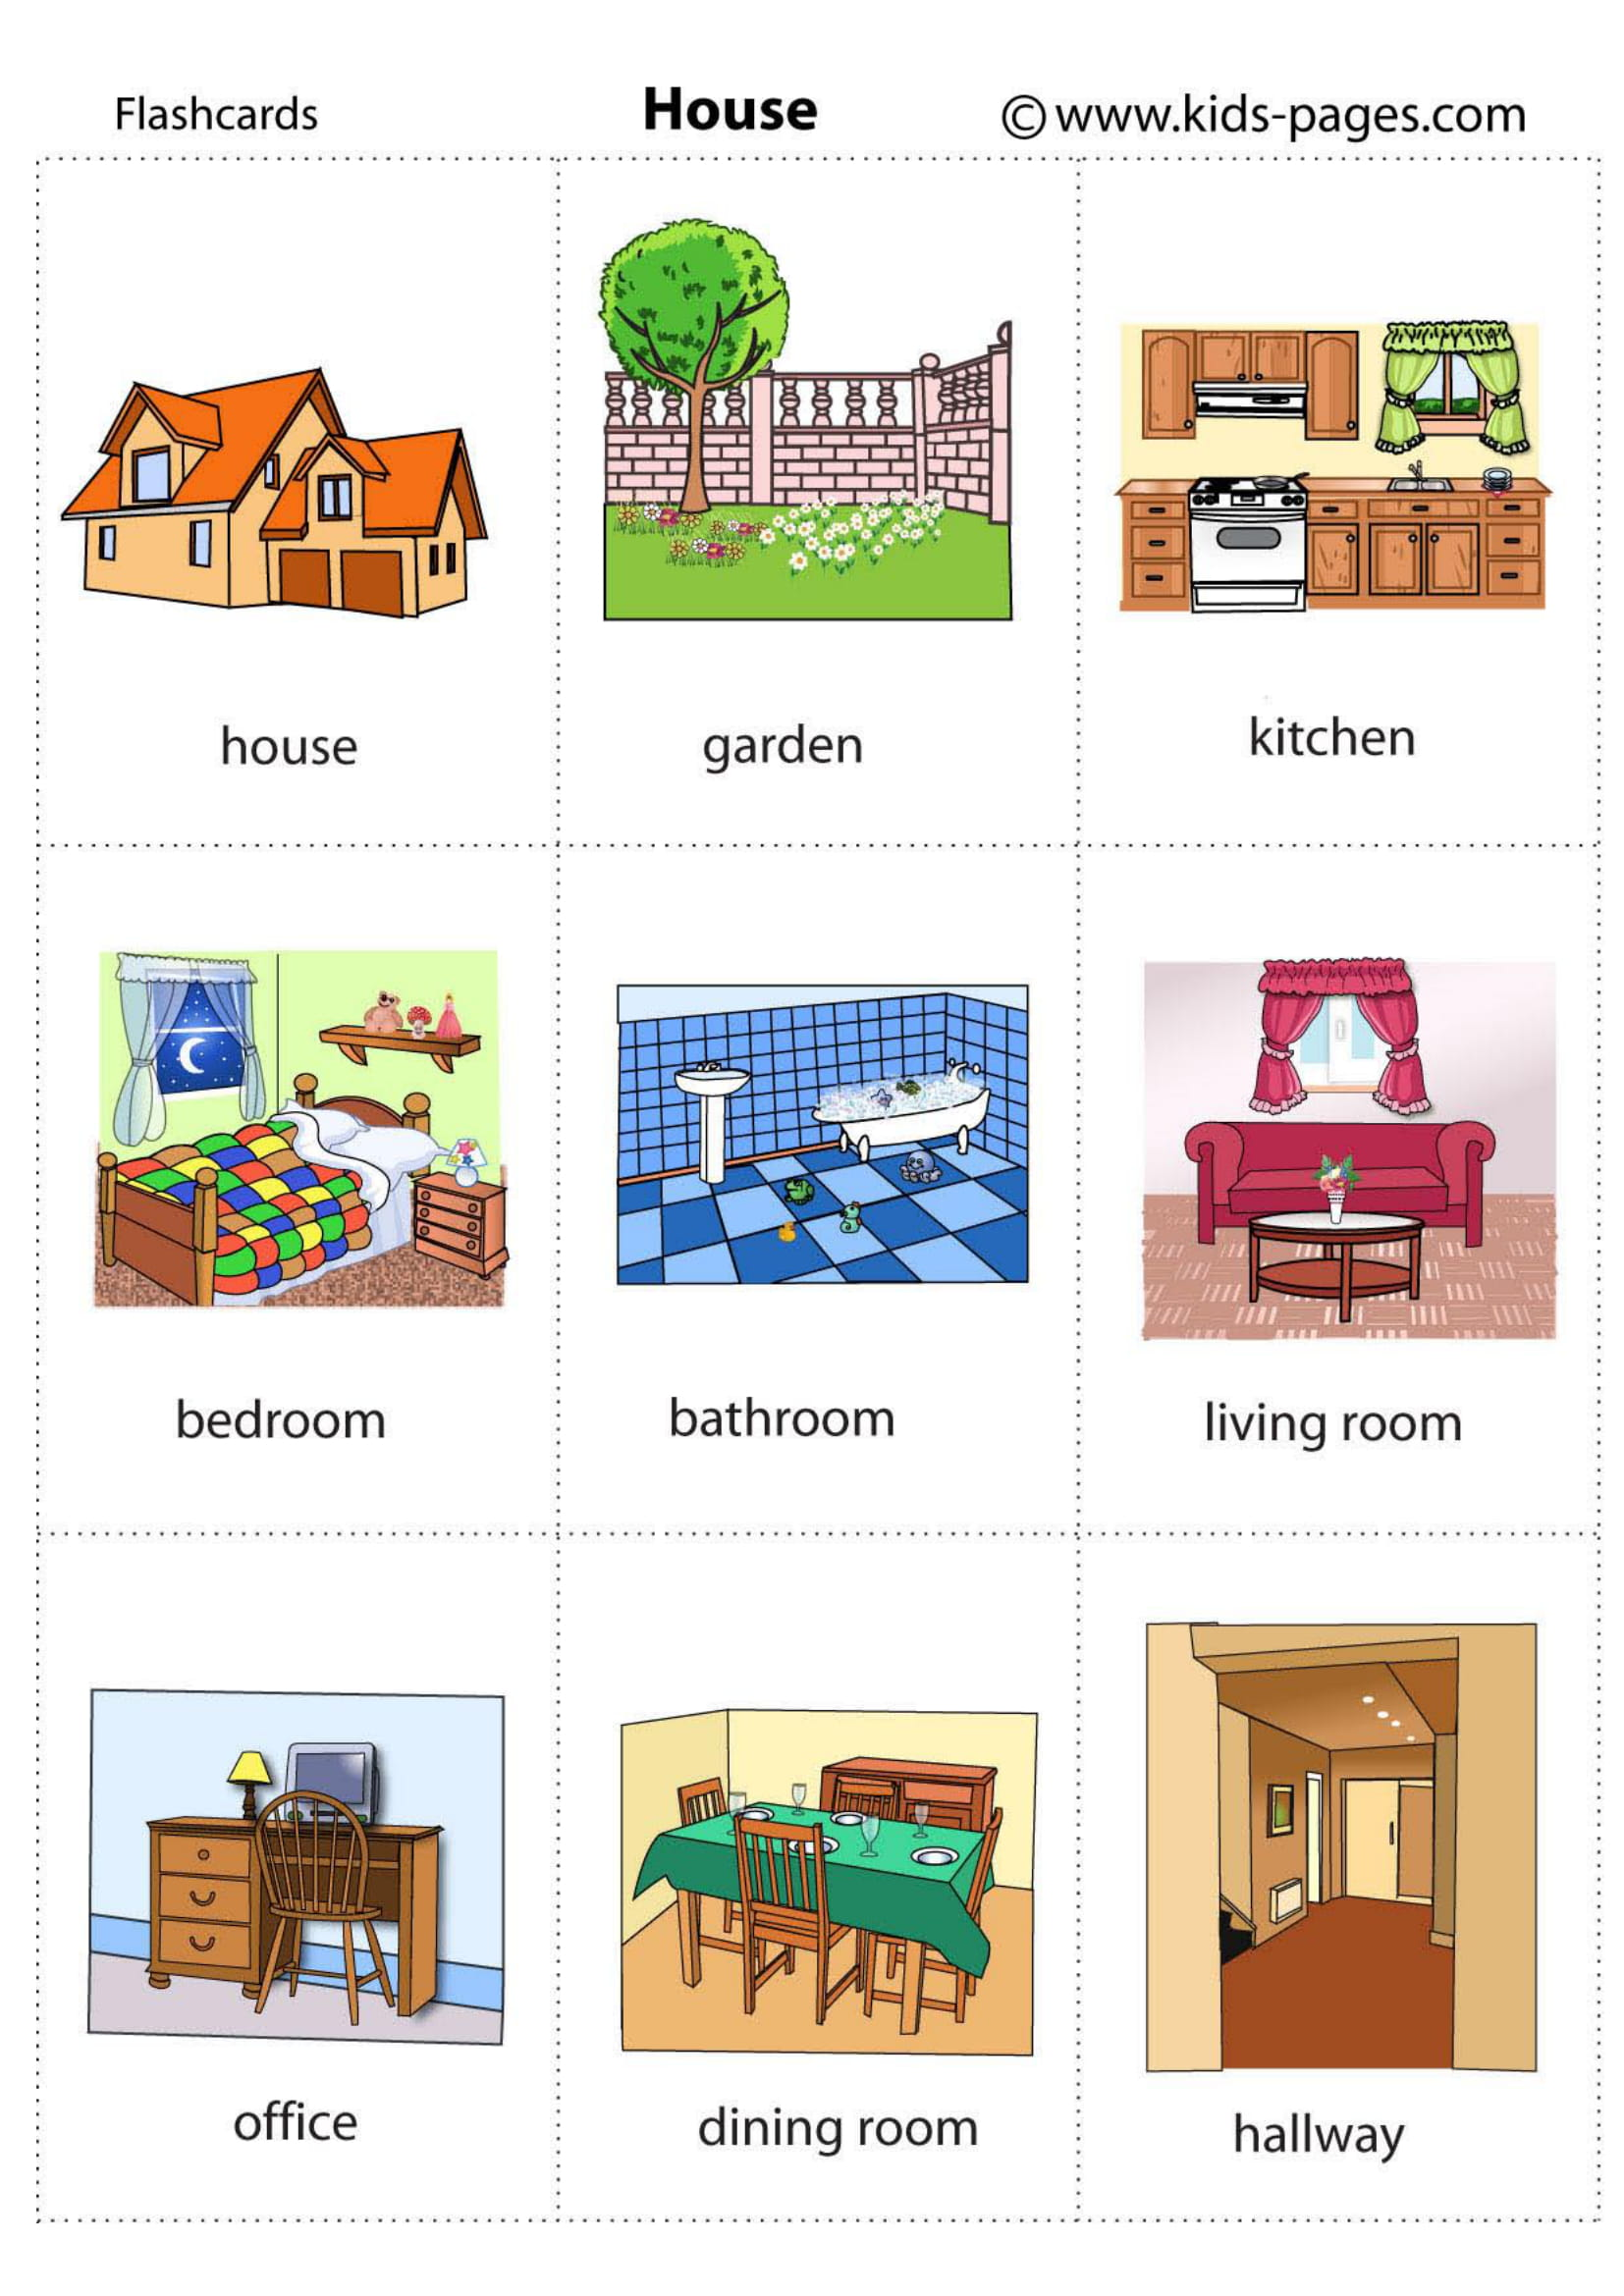 Flashcards House ©www.kids-pages.com
house garden kitchen
bedroom bathroom living room
office dining room hallway